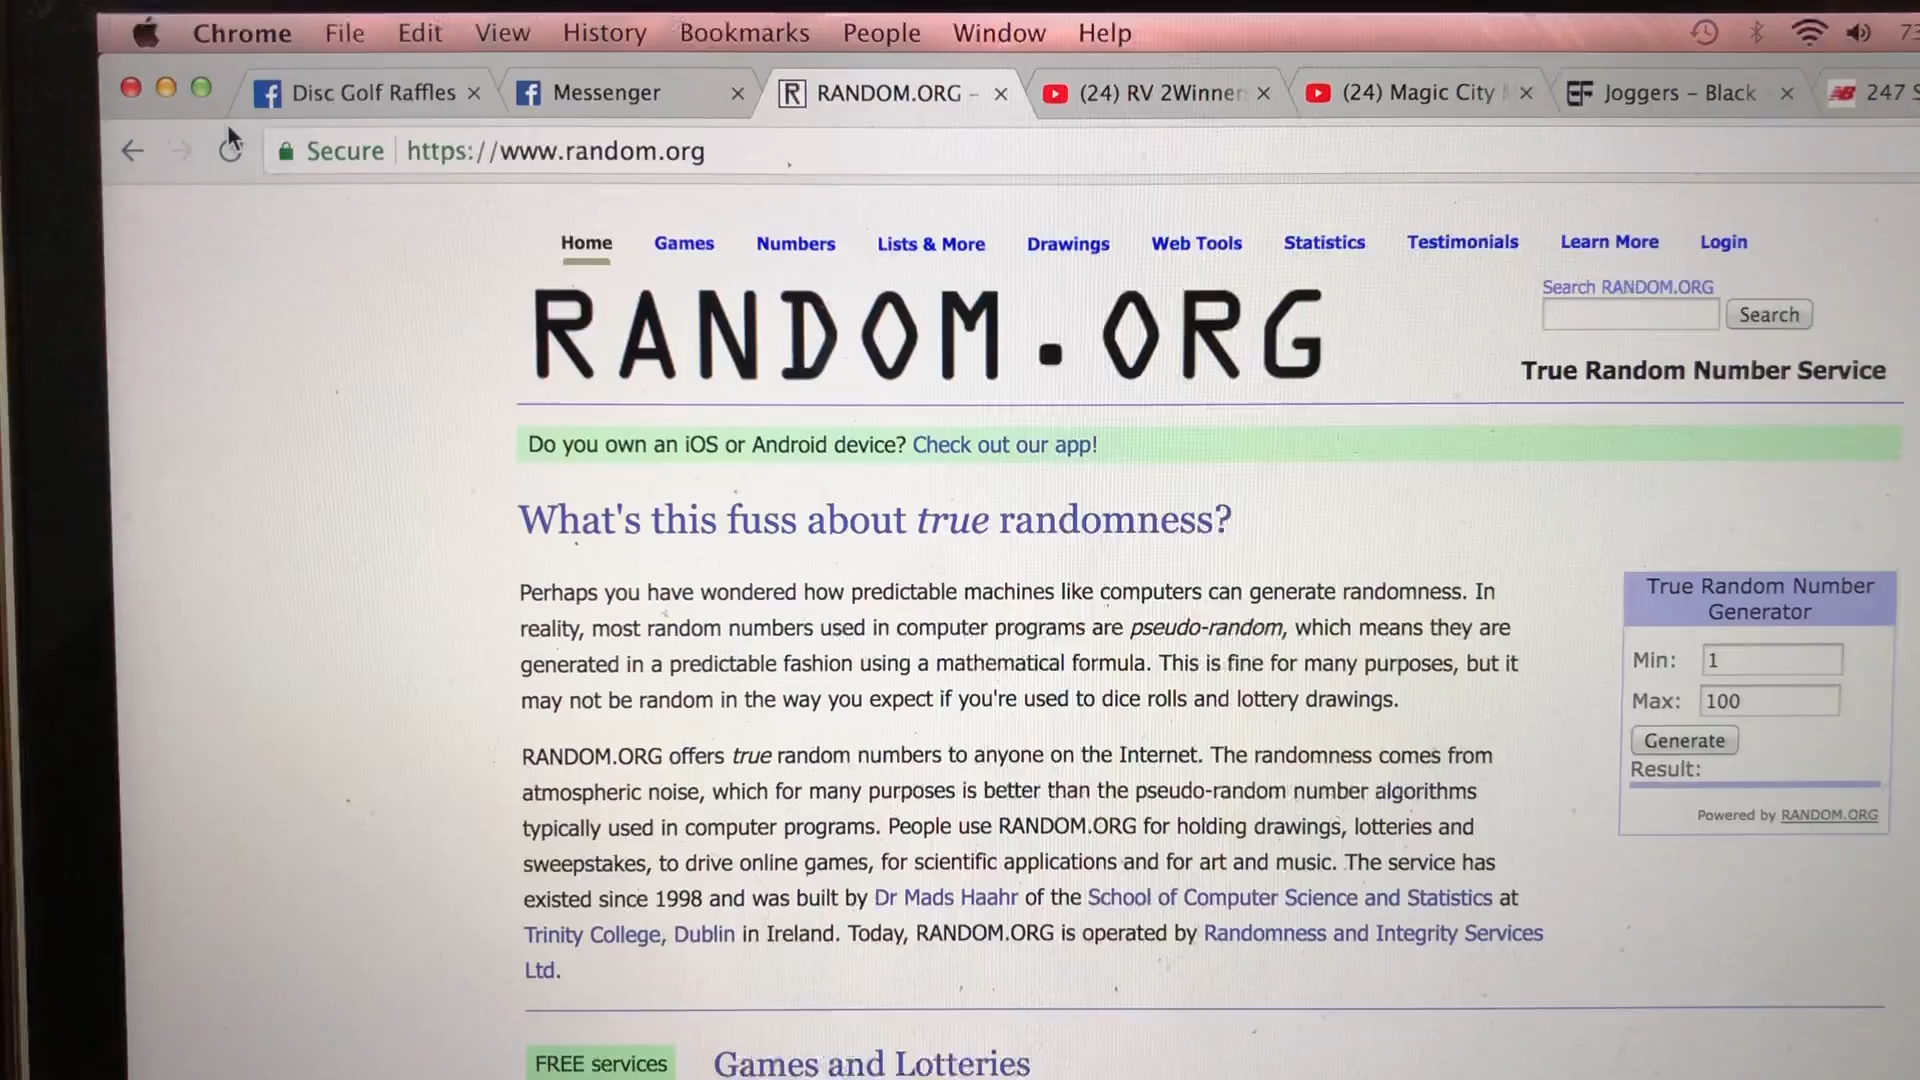 Chrome File Edit View History Bookmarks People Window Help
Disc Golf Raffles Messenger RANDOM.ORG – (24) RV 2Winner (24) Magic City Joggers – Black 247
Secure https://www.random.org
Home Games Numbers Lists & More Drawings Web Tools Statistics Testimonials Learn More Login
RANDOM.ORG
Search RANDOM.ORG
Search
True Random Number Service
Do you own an iOS or Android device? Check out our app!
What's this fuss about true randomness?
Perhaps you have wondered how predictable machines like computers can generate randomness. In
reality, most random numbers used in computer programs are pseudo-random, which means they are
generated in a predictable fashion using a mathematical formula. This is fine for many purposes, but it
may not be random in the way you expect if you're used to dice rolls and lottery drawings.
RANDOM.ORG offers true random numbers to anyone on the Internet. The randomness comes from
atmospheric noise, which for many purposes is better than the pseudo-random number algorithms
typically used in computer programs. People use RANDOM.ORG for holding drawings, lotteries and
sweepstakes, to drive online games, for scientific applications and for art and music. The service has
existed since 1998 and was built by Dr Mads Haahr of the School of Computer Science and Statistics at
Trinity College, Dublin in Ireland. Today, RANDOM.ORG is operated by Randomness and Integrity Services
Ltd.
True Random Number
Generator
Min: 1
Max: 100
Generate
Result:
Powered by RANDOM.ORG
FREE services
Games and Lotteries